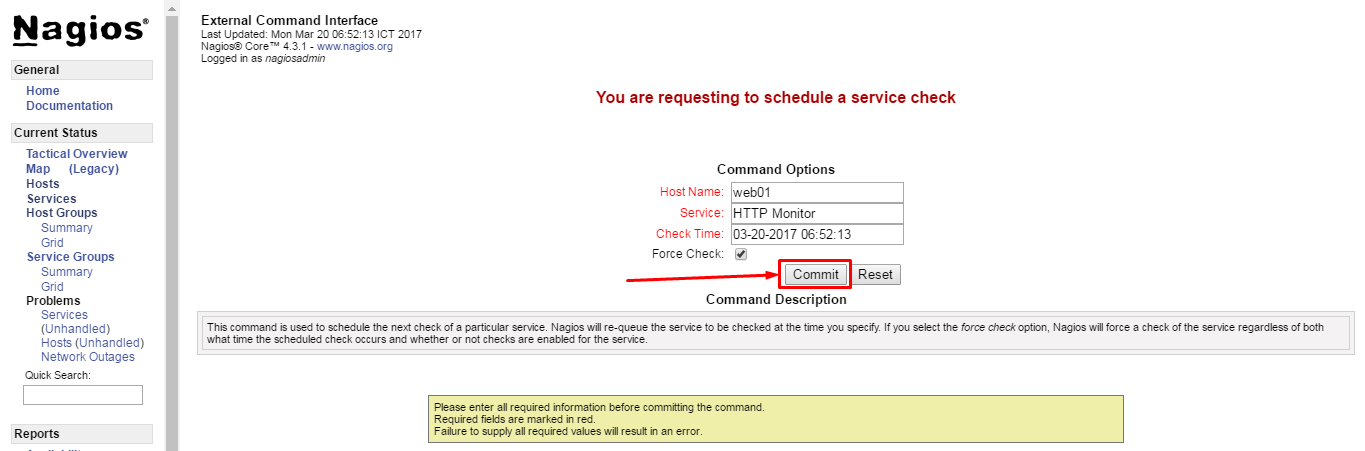 Nagios®
General
Home
Documentation
Current Status
Tactical Overview
Map (Legacy)
Hosts
Services
Host Groups
Summary
Grid
Service Groups
Summary
Grid
Problems
Services
(Unhandled)
Hosts (Unhandled)
Network Outages
Quick Search:
Reports
External Command Interface
Last Updated: Mon Mar 20 06:52:13 ICT 2017
Nagios® Core™ 4.3.1 - www.nagios.org
Logged in as nagiosadmin
You are requesting to schedule a service check
Command Options
Host Name: web01
Service: HTTP Monitor
Check Time: 03-20-2017 06:52:13
Force Check:
Commit Reset
Command Description
This command is used to schedule the next check of a particular service. Nagios will re-queue the service to be checked at the time you specify. If you select the force check option, Nagios will force a check of the service regardless of both
what time the scheduled check occurs and whether or not checks are enabled for the service.
Please enter all required information before committing the command.
Required fields are marked in red.
Failure to supply all required values will result in an error.